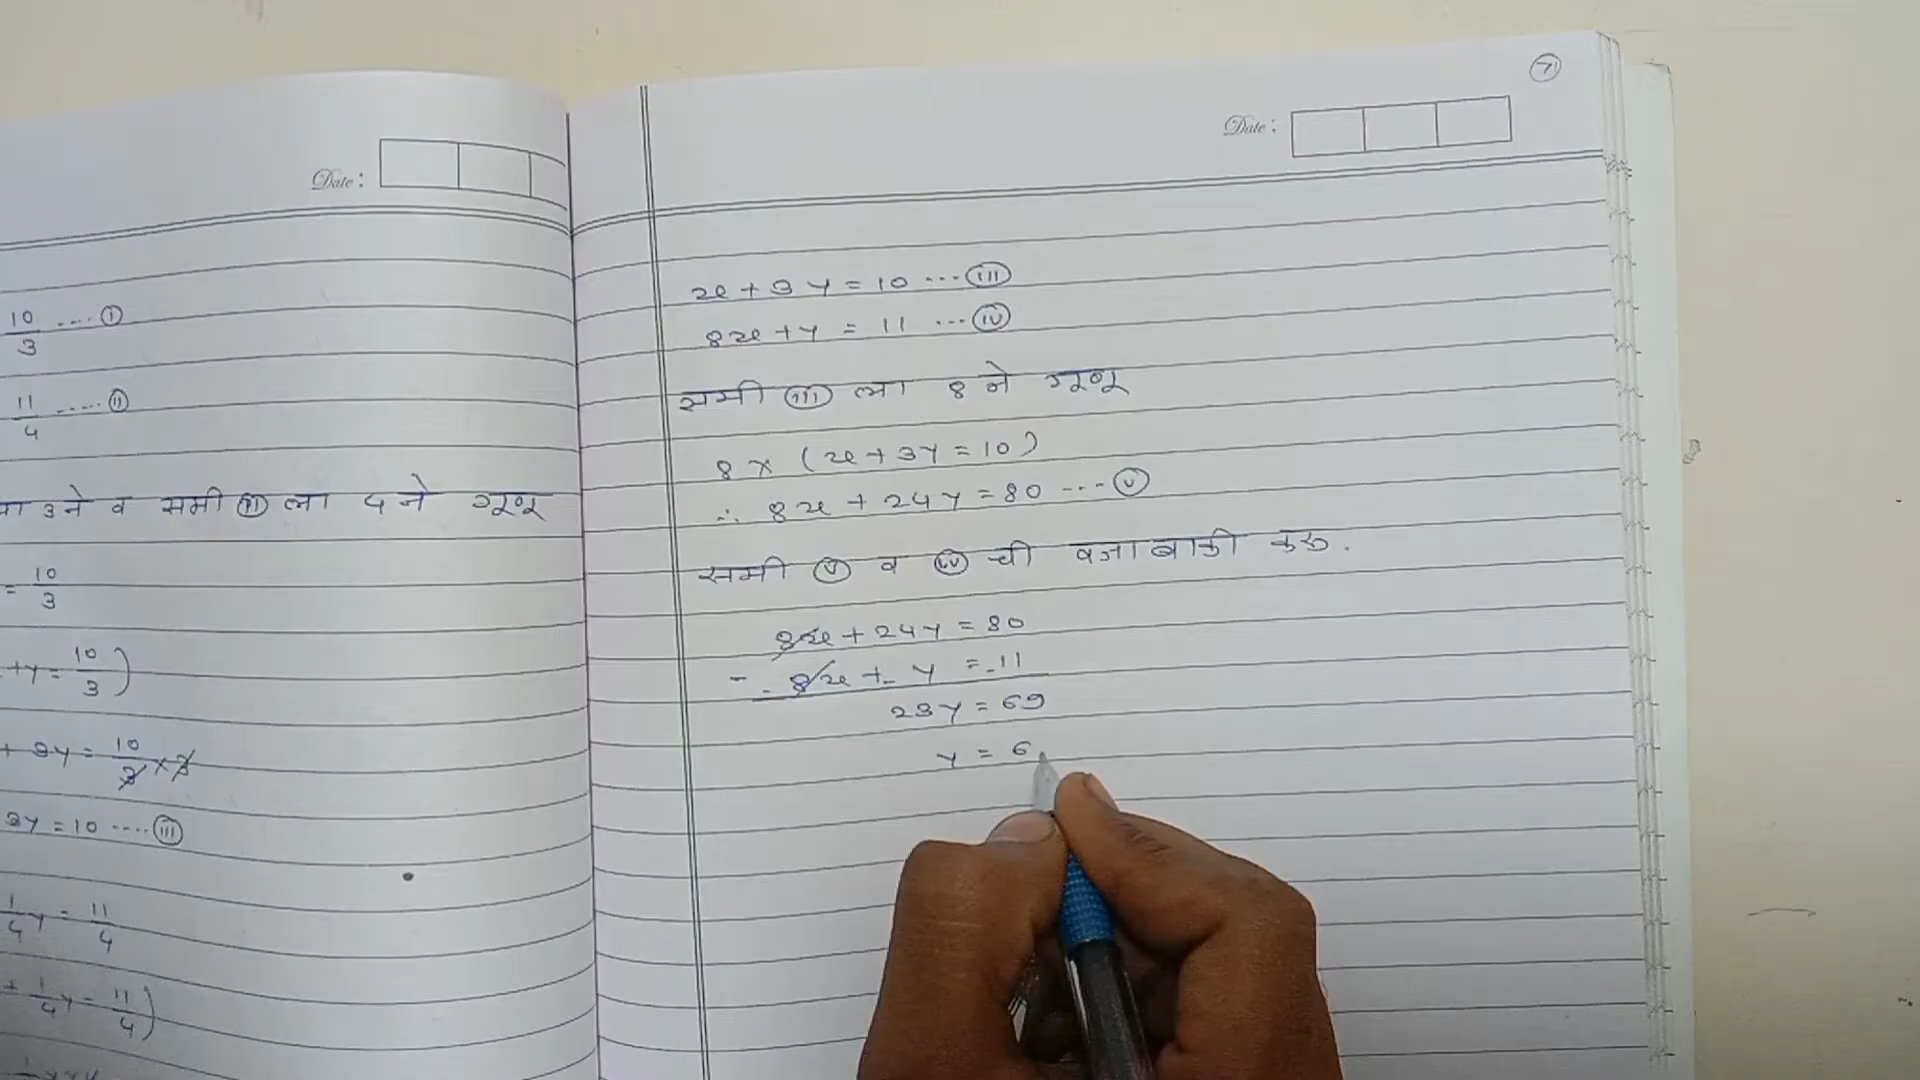 Date:
10/3 .... (i)
11/4 ..... (ii)
3 ने व समी (ii) ला 4 ने गूणू
= 10/3
+y = 10/3)
+ 3y = 10/3 × 3
3y = 10 .... (iii)
1/4 y = 11/4
+ 1/4 y = 11/4)
7
Date:
x + 3y = 10 ... (iii)
8x + y = 11 ... (iv)
समी (iii) ला 8 ने गूणू
8 × (x + 3y = 10)
∴ 8x + 24y = 80 ... (v)
समी (v) व (iv) ची वजाबाकी करू.
8x + 24y = 80
- 8x + y = 11
23y = 69
y = 6